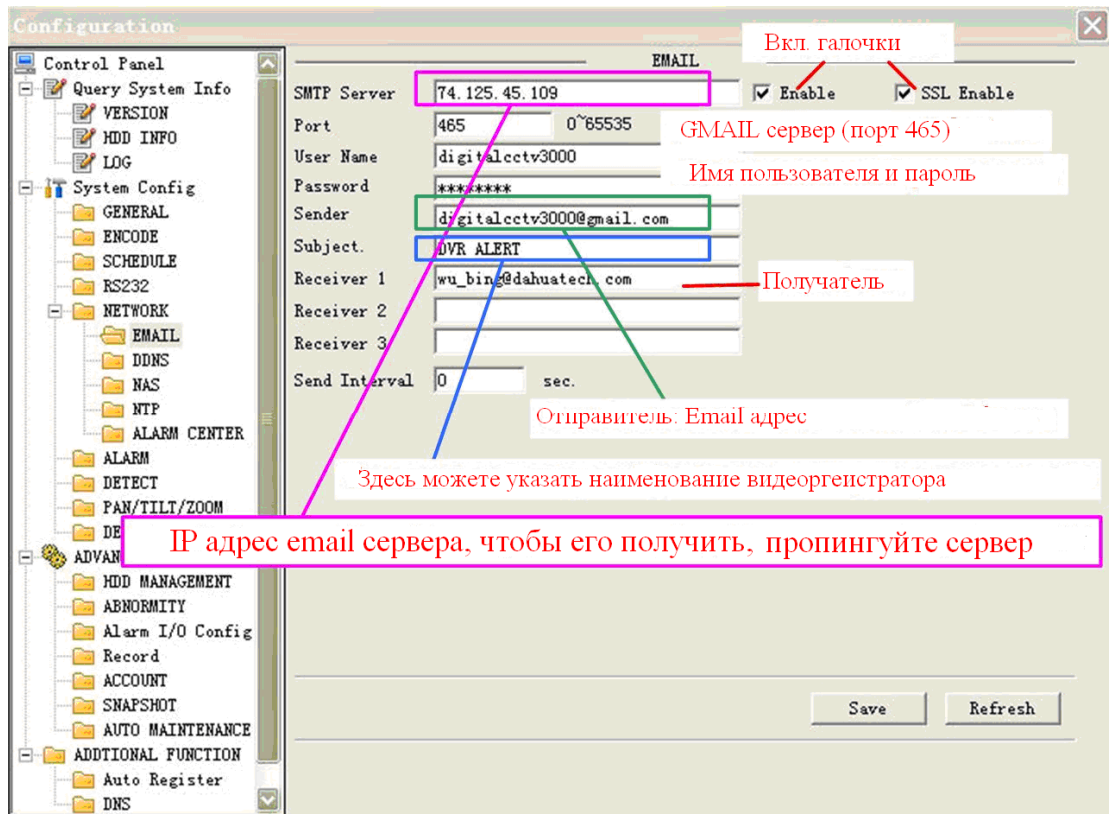 Configuration
Control Panel
Query System Info
VERSION
HDD INFO
LOG
System Config
GENERAL
ENCODE
SCHEDULE
RS232
NETWORK
EMAIL
DDNS
NAS
NTP
ALARM CENTER
ALARM
DETECT
PAN/TILT/ZOOM
DE
ADVAN
HDD MANAGEMENT
ABNORMITY
Alarm I/O Config
Record
ACCOUNT
SNAPSHOT
AUTO MAINTENANCE
ADDTIONAL FUNCTION
Auto Register
DNS
EMAIL
Вкл. галочки
SMTP Server 74.125.45.109 Enable SSL Enable
Port 465 0~65535
GMAIL сервер (порт 465)
User Name digitalcctv3000
Имя пользователя и пароль
Password ********
Sender digitalcctv3000@gmail.com
Subject. DVR ALERT
Receiver 1 wu_bing@dahuatech.com
Получатель
Receiver 2
Receiver 3
Send Interval 0 sec.
Отправитель: Email адрес
Здесь можете указать наименование видеоргеистратора
IP адрес email сервера, чтобы его получить, пропингуйте сервер
Save Refresh